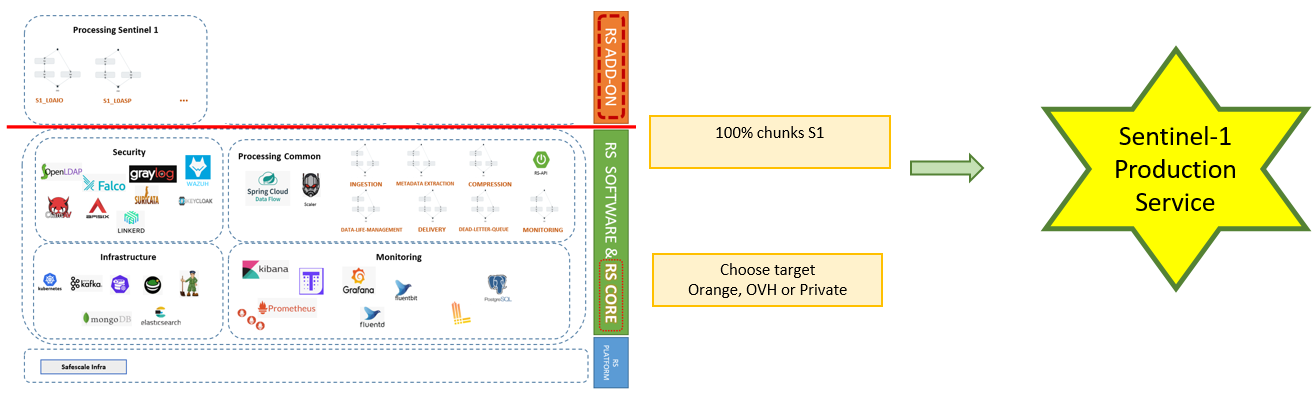 Processing Sentinel 1
S1_L0AIO
S1_L0ASP
...
RS ADD-ON
Security
OpenLDAP
Falco
graylog
WAZUH
SURICATA
KEYCLOAK
APISIX
LINKERD
Processing Common
Spring Cloud
Data Flow
Scaler
INGESTION
METADATA EXTRACTION
COMPRESSION
RS-API
DATA-LIFE-MANAGEMENT
DELIVERY
DEAD-LETTER-QUEUE
MONITORING
Infrastructure
kubernetes
kafka
mongoDB
elasticsearch
Monitoring
kibana
Grafana
fluentbit
PostgreSQL
Prometheus
fluentd
RS SOFTWARE & RS CORE
Safescale Infra
RS
PLATFORM
100% chunks S1
Choose target
Orange, OVH or Private
Sentinel-1
Production
Service